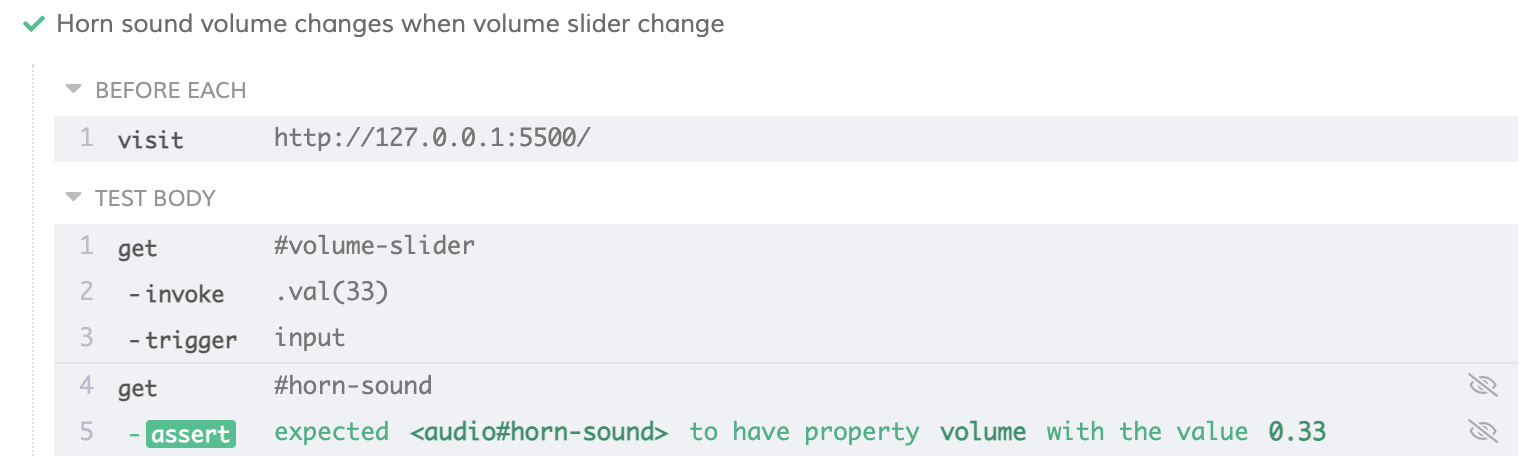 Horn sound volume changes when volume slider change
BEFORE EACH
1 visit http://127.0.0.1:5500/
TEST BODY
1 get #volume-slider
2 -invoke .val(33)
3 -trigger input
4 get #horn-sound
5 -assert expected <audio#horn-sound> to have property volume with the value 0.33